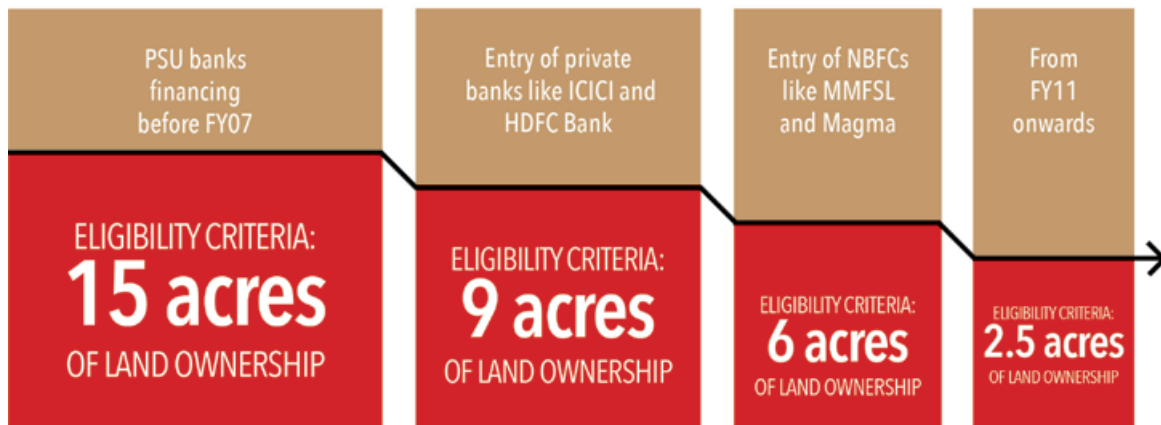 PSU banks
financing
before FY07
ELIGIBILITY CRITERIA:
15 acres
OF LAND OWNERSHIP
Entry of private
banks like ICICI and
HDFC Bank
ELIGIBILITY CRITERIA:
9 acres
OF LAND OWNERSHIP
Entry of NBFCs
like MMFSL
and Magma
ELIGIBILITY CRITERIA:
6 acres
OF LAND OWNERSHIP
From
FY11
onwards
ELIGIBILITY CRITERIA:
2.5 acres
OF LAND OWNERSHIP